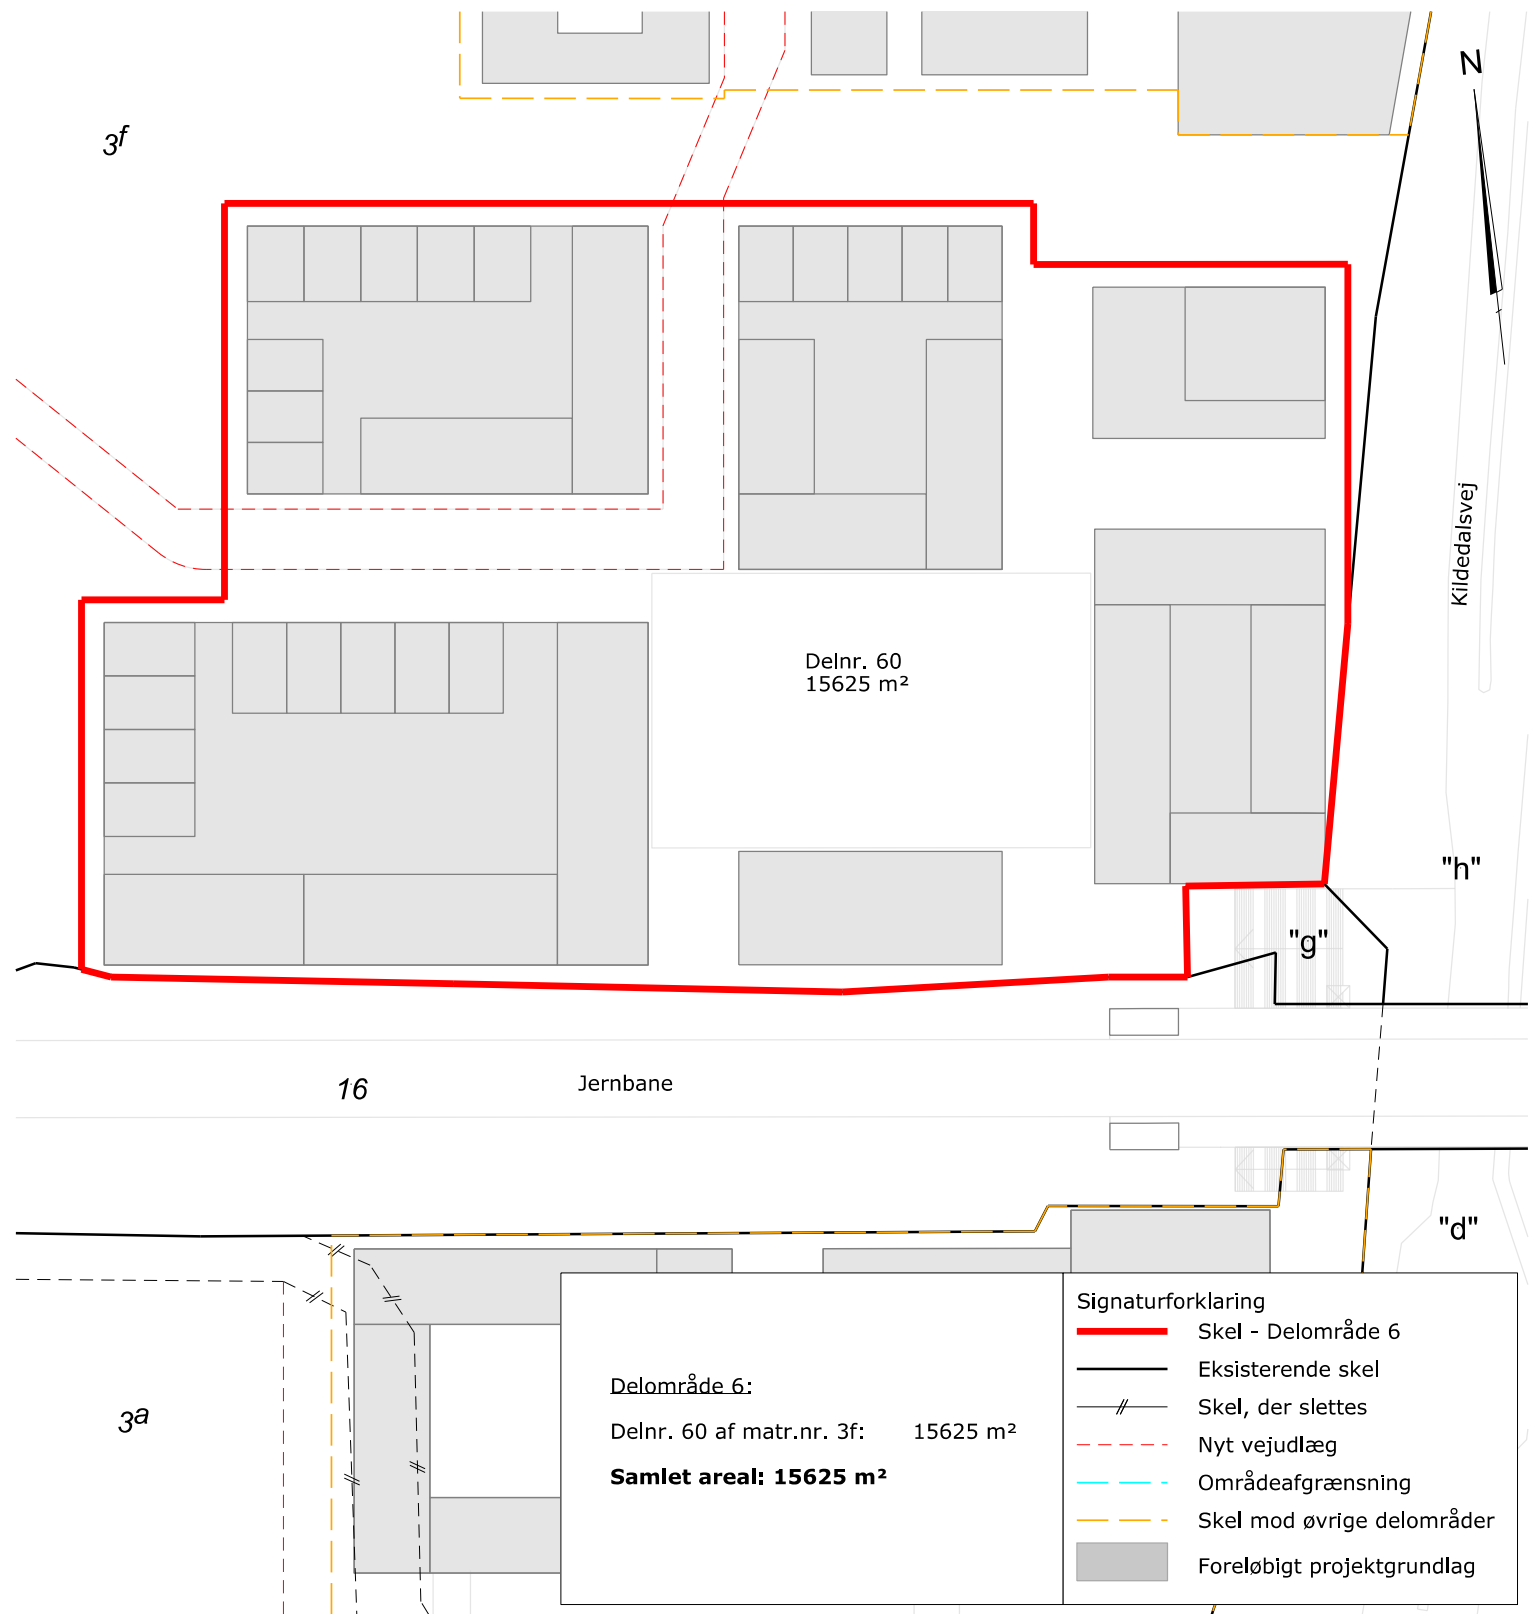 N
3f
Kildedalsvej
Delnr. 60
15625 m²
"h"
"g"
16
Jernbane
"d"
3a
Delområde 6:
Delnr. 60 af matr.nr. 3f: 15625 m²
Samlet areal: 15625 m²
Signaturforklaring
Skel - Delområde 6
Eksisterende skel
Skel, der slettes
Nyt vejudlæg
Områdeafgrænsning
Skel mod øvrige delområder
Foreløbigt projektgrundlag